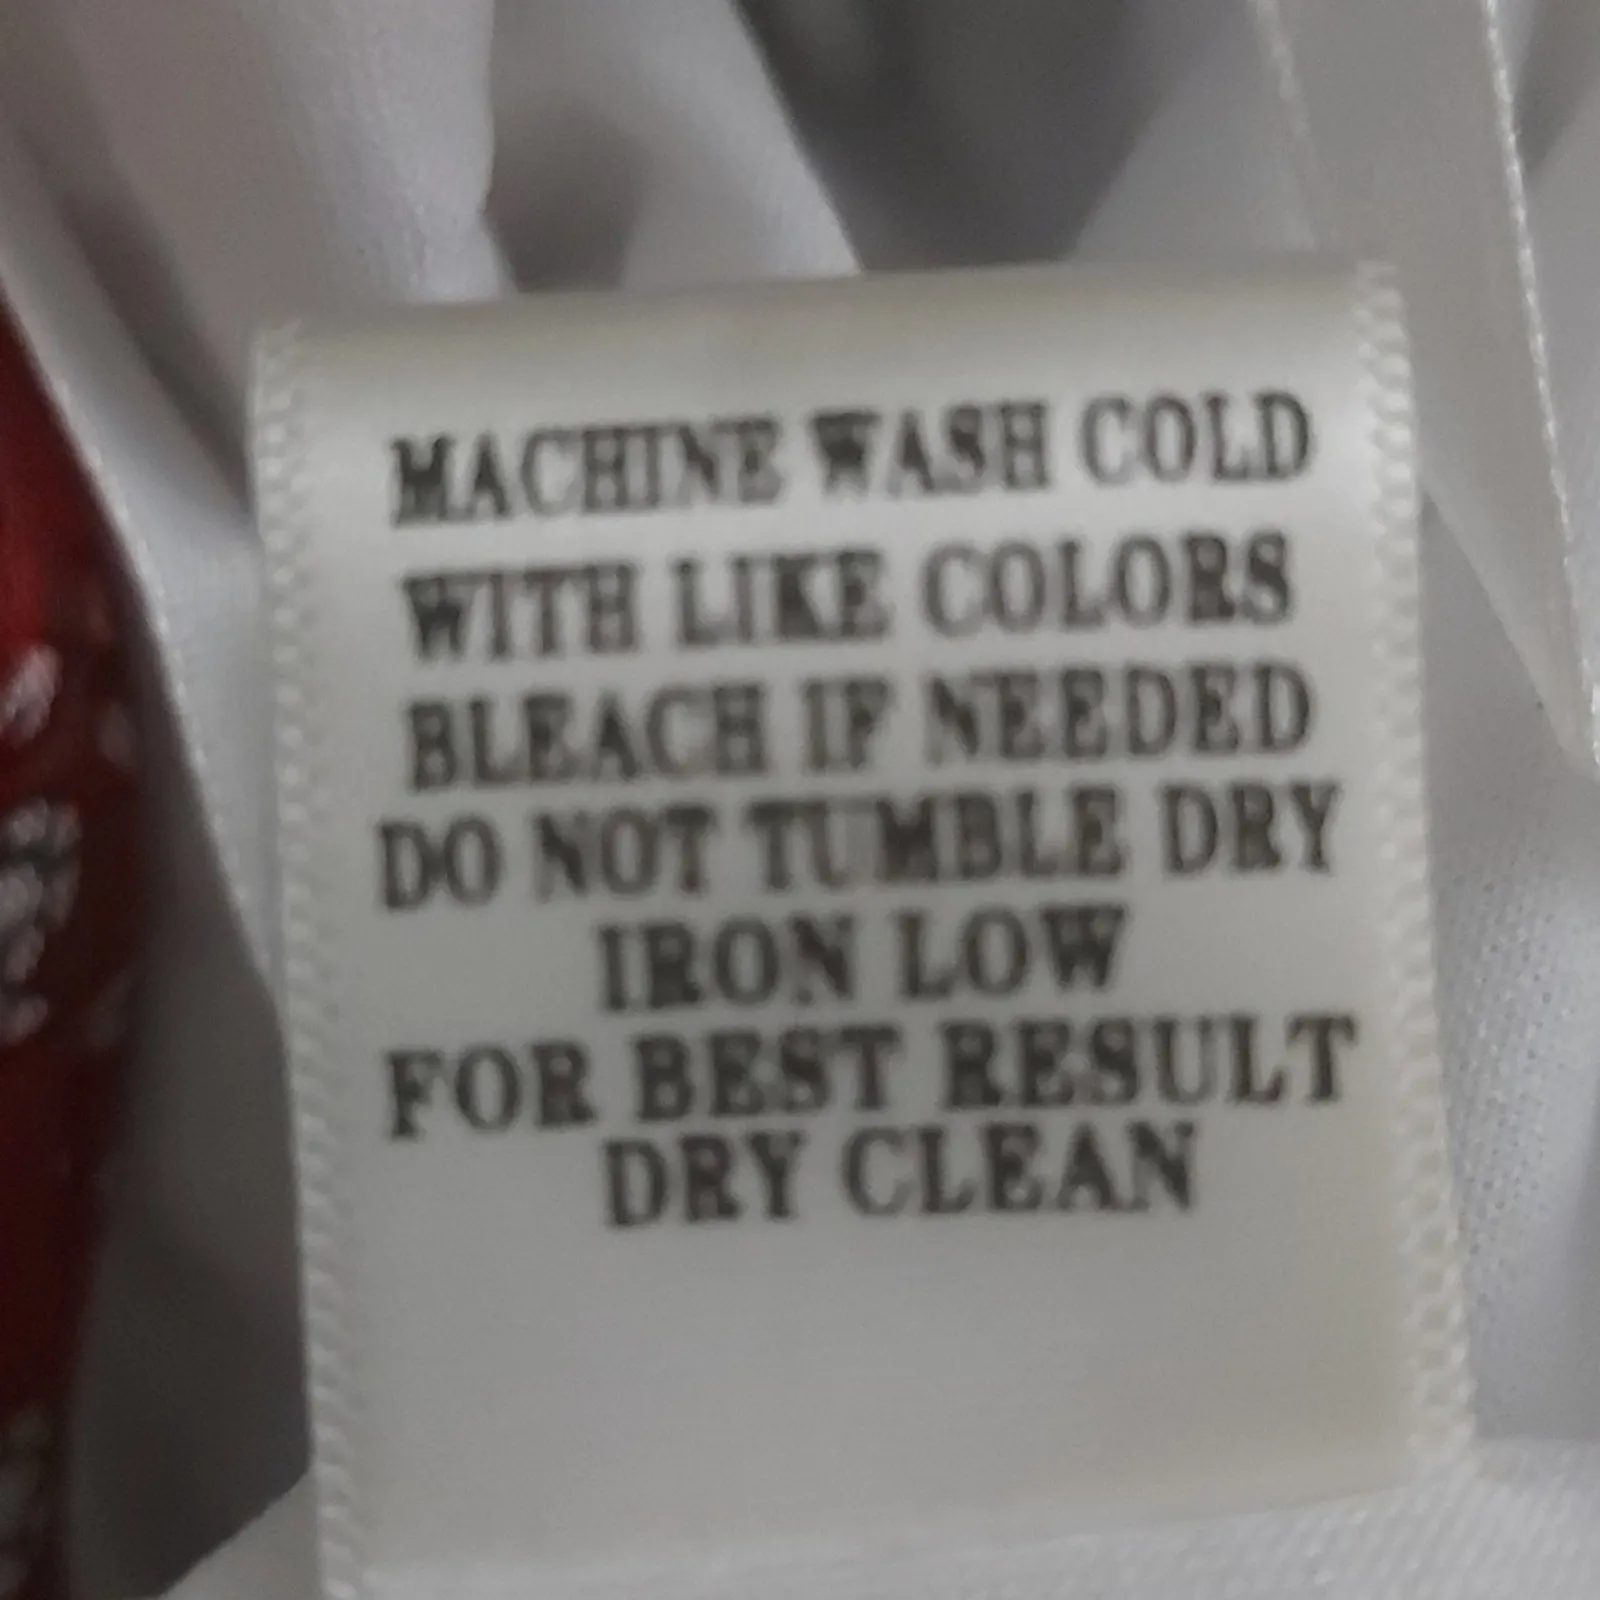 MACHINE WASH COLD
WITH LIKE COLORS
BLEACH IF NEEDED
DO NOT TUMBLE DRY
IRON LOW
FOR BEST RESULT
DRY CLEAN